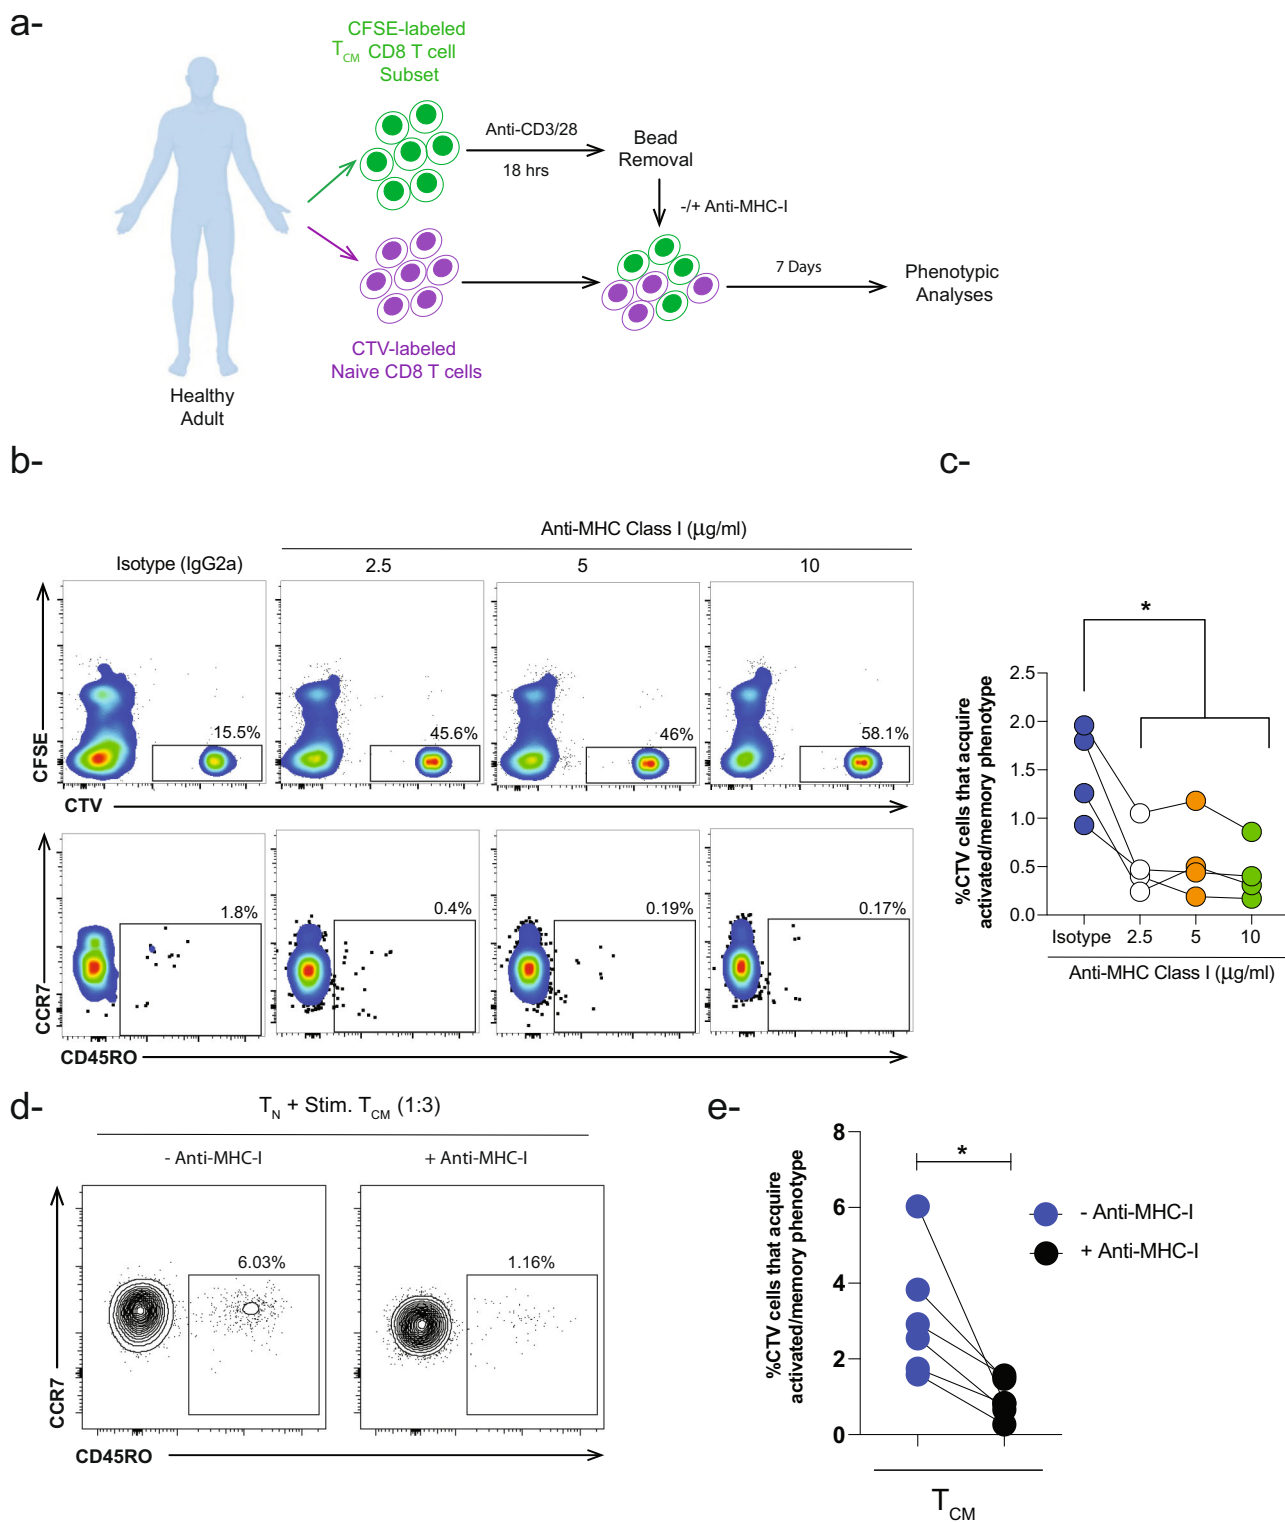 a-
CFSE-labeled
TCM CD8 T cell
Subset
Anti-CD3/28
18 hrs
Bead
Removal
-/+ Anti-MHC-I
7 Days
Phenotypic
Analyses
CTV-labeled
Naive CD8 T cells
Healthy
Adult
b-
Anti-MHC Class I (μg/ml)
Isotype (IgG2a)
2.5
5
10
CFSE
15.5%
45.6%
46%
58.1%
CTV
CCR7
1.8%
0.4%
0.19%
0.17%
CD45RO
c-
*
%CTV cells that acquire
activated/memory phenotype
2.5
2.0
1.5
1.0
0.5
0.0
Isotype 2.5 5 10
Anti-MHC Class I (μg/ml)
d-
TN + Stim. TCM (1:3)
- Anti-MHC-I
+ Anti-MHC-I
CCR7
6.03%
1.16%
CD45RO
e-
%CTV cells that acquire
activated/memory phenotype
8
6
4
2
0
*
- Anti-MHC-I
+ Anti-MHC-I
TCM